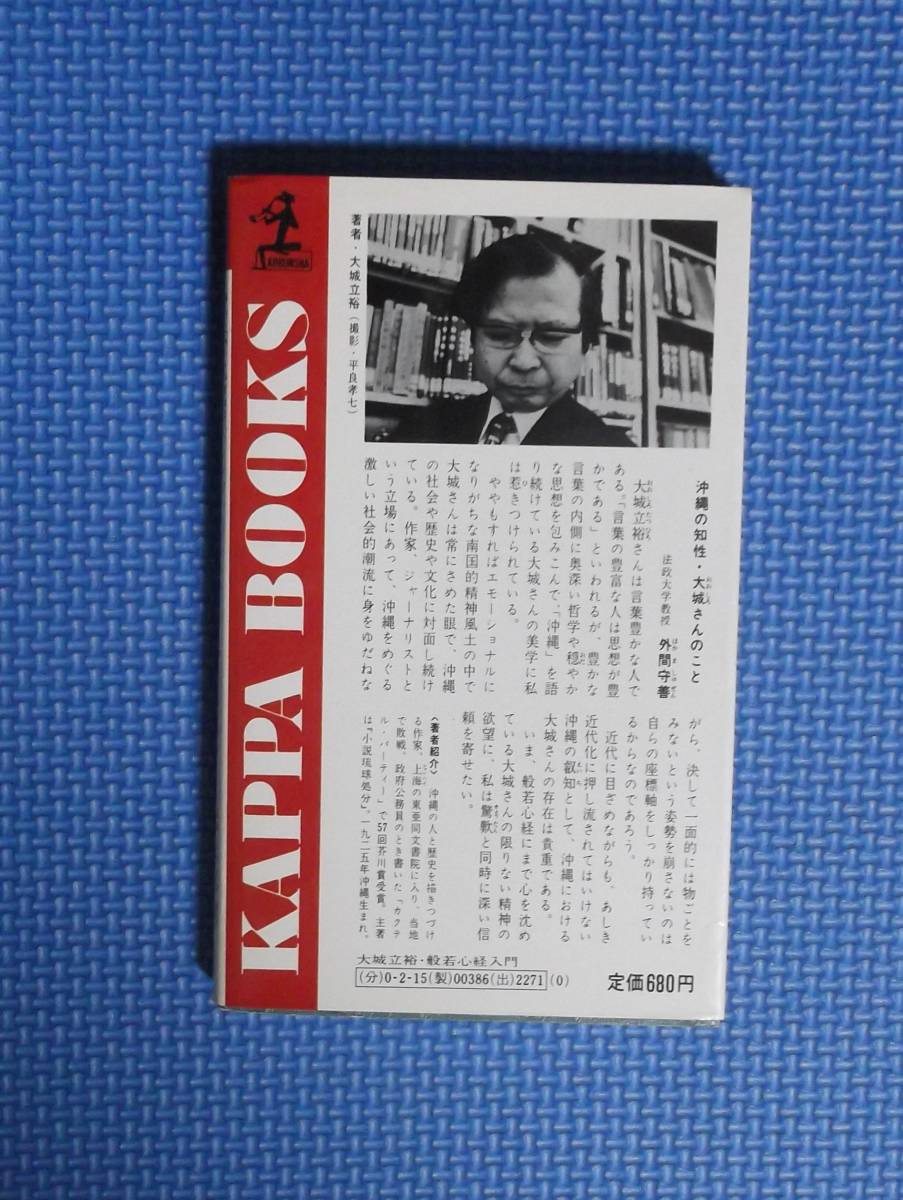 KOBUNSHA
KAPPA BOOKS
著者・大城立裕(撮影・平良孝七)
沖縄の知性・大城さんのこと
法政大学教授 外間守善
大城立裕さんは言葉豊かな人で
ある。「言葉の豊富な人は思想が豊
かである」といわれるが、豊かな
言葉の内側に奥深い哲学や穏やか
な思想を包みこんで、「沖縄」を語
り続けている大城さんの美学に私
は惹きつけられている。
ややもすればエモーショナルに
なりがちな南国的精神風土の中で
大城さんは常にさめた眼で、沖縄
の社会や歴史や文化に対面し続け
ている。作家、ジャーナリストと
いう立場にあって、沖縄をめぐる
激しい社会的潮流に身をゆだねな
がら、決して一面的には物ごとを
みないという姿勢を崩さないのは
自らの座標軸をしっかり持ってい
るからなのであろう。
近代に目ざめながらも、あしき
近代化に押し流されてはいけない
沖縄の叡知として、沖縄における
大城さんの存在は貴重である。
いま、般若心経にまで心を沈め
ている大城さんの限りない精神の
欲望に、私は驚歎と同時に深い信
頼を寄せたい。
〈著者紹介〉 沖縄の人と歴史を描きつづけ
る作家。上海の東亜同文書院に入り、当地
で敗戦。政府公務員のとき書いた「カクテ
ル・パーティー」で57回芥川賞受賞。主著
は『小説琉球処分』。一九二五年沖縄生まれ。
大城立裕・般若心経入門
(分)0-2-15(製)00386(出)2271(0)
定価680円